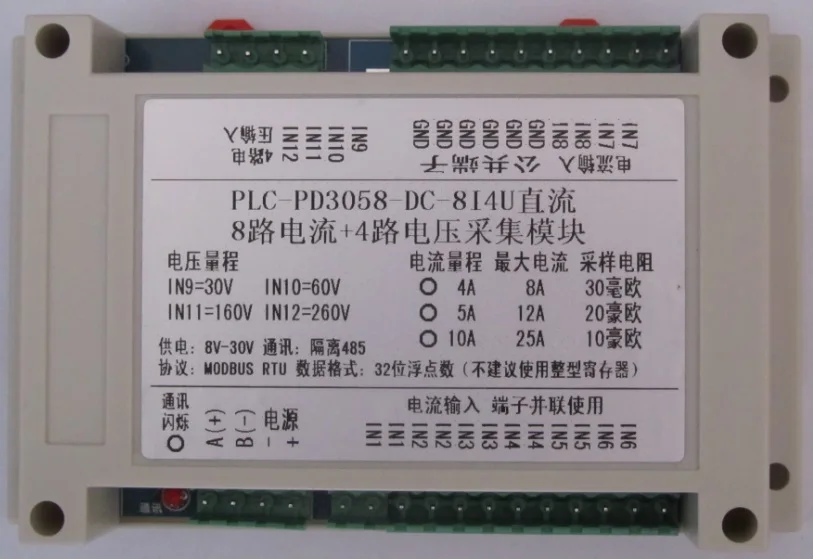 4路电
压输入
IN12
IN11
IN10
IN9
GND
GND
GND
GND
GND
GND
IN8
IN8
IN7
IN7
公共端子
电流输入
PLC-PD3058-DC-8I4U直流
8路电流+4路电压采集模块
电压量程
IN9=30V IN10=60V
IN11=160V IN12=260V
电流量程 最大电流 采样电阻
4A 8A 30毫欧
5A 12A 20豪欧
10A 25A 10豪欧
供电: 8V-30V 通讯: 隔离485
协议: MODBUS RTU 数据格式: 32位浮点数 (不建议使用整型寄存器)
通讯
闪烁
A(+)
B(-)
电源
- +
电流输入 端子并联使用
IN1
IN1
IN2
IN2
IN3
IN3
IN4
IN4
IN5
IN5
IN6
IN6
通讯